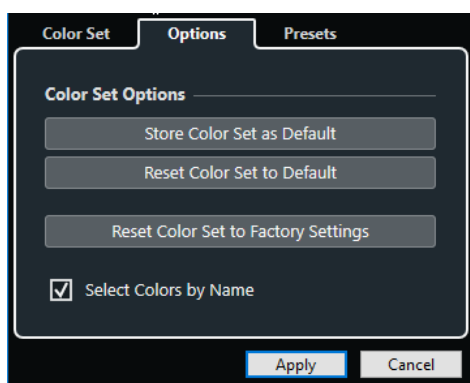 Color Set Options Presets
Color Set Options
Store Color Set as Default
Reset Color Set to Default
Reset Color Set to Factory Settings
Select Colors by Name
Apply Cancel